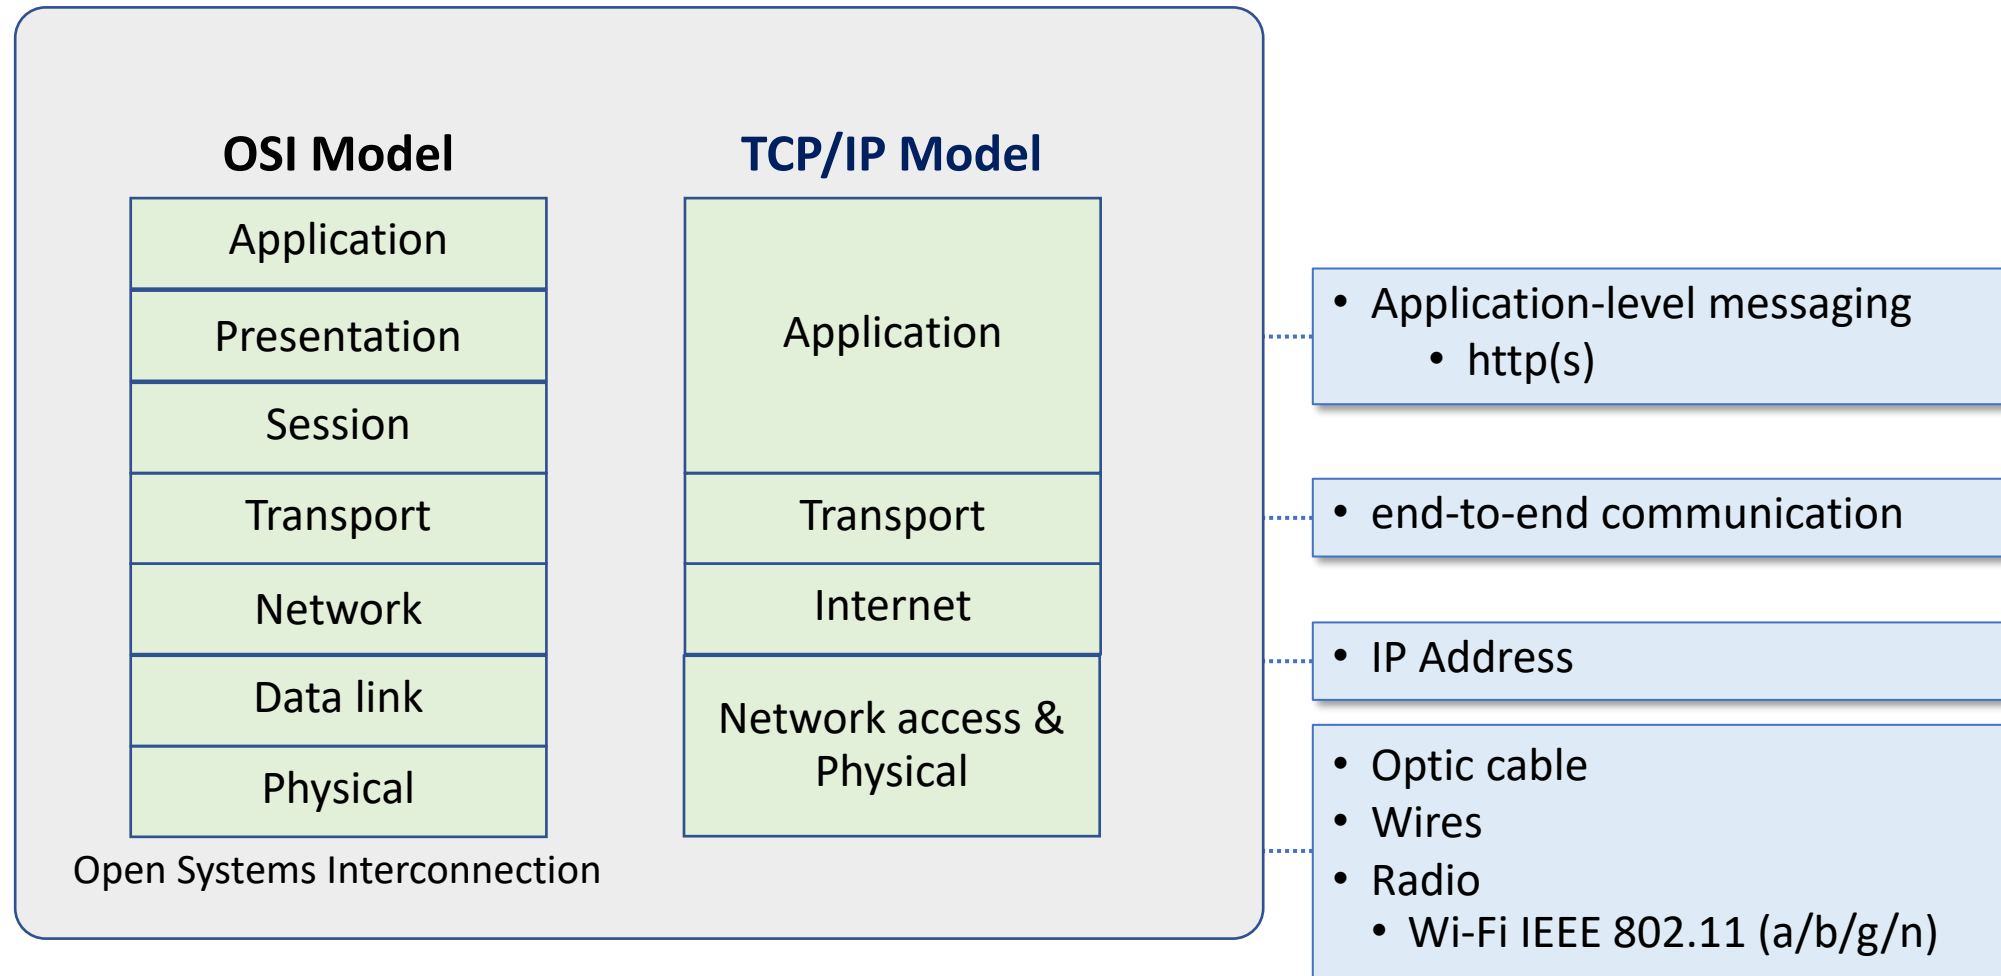 OSI Model
Application
Presentation
Session
Transport
Network
Data link
Physical
Open Systems Interconnection
TCP/IP Model
Application
Transport
Internet
Network access &
Physical
• Application-level messaging
• http(s)
• end-to-end communication
• IP Address
• Optic cable
• Wires
• Radio
• Wi-Fi IEEE 802.11 (a/b/g/n)